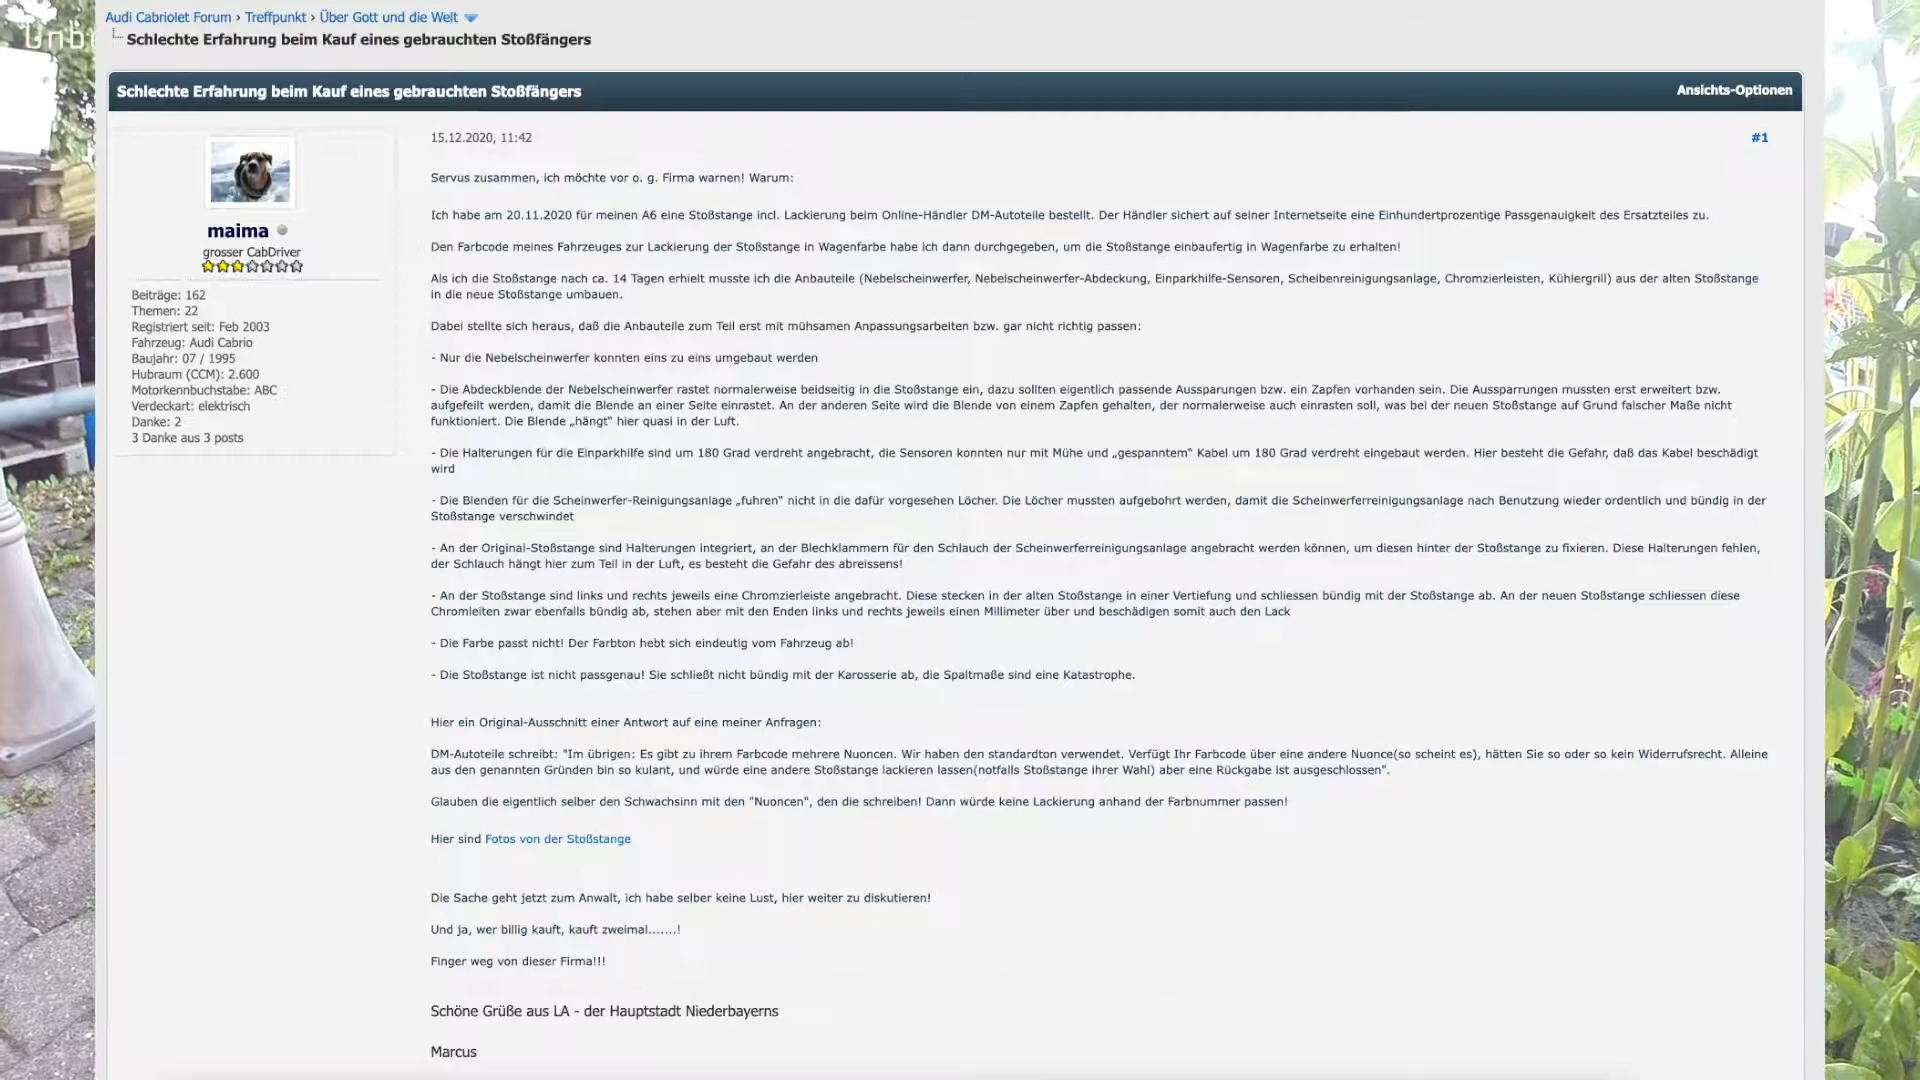 Audi Cabriolet Forum › Treffpunkt › Über Gott und die Welt
Schlechte Erfahrung beim Kauf eines gebrauchten Stoßfängers
Schlechte Erfahrung beim Kauf eines gebrauchten Stoßfängers
Ansichts-Optionen
maima
grosser CabDriver
Beiträge: 162
Themen: 22
Registriert seit: Feb 2003
Fahrzeug: Audi Cabrio
Baujahr: 07 / 1995
Hubraum (CCM): 2.600
Motorkennbuchstabe: ABC
Verdeckart: elektrisch
Danke: 2
3 Danke aus 3 posts
15.12.2020, 11:42
#1
Servus zusammen, ich möchte vor o. g. Firma warnen! Warum:
Ich habe am 20.11.2020 für meinen A6 eine Stoßstange incl. Lackierung beim Online-Händler DM-Autoteile bestellt. Der Händler sichert auf seiner Internetseite eine Einhundertprozentige Passgenauigkeit des Ersatzteiles zu.
Den Farbcode meines Fahrzeuges zur Lackierung der Stoßstange in Wagenfarbe habe ich dann durchgegeben, um die Stoßstange einbaufertig in Wagenfarbe zu erhalten!
Als ich die Stoßstange nach ca. 14 Tagen erhielt musste ich die Anbauteile (Nebelscheinwerfer, Nebelscheinwerfer-Abdeckung, Einparkhilfe-Sensoren, Scheibenreinigungsanlage, Chromzierleisten, Kühlergrill) aus der alten Stoßstange
in die neue Stoßstange umbauen.
Dabei stellte sich heraus, daß die Anbauteile zum Teil erst mit mühsamen Anpassungsarbeiten bzw. gar nicht richtig passen:
- Nur die Nebelscheinwerfer konnten eins zu eins umgebaut werden
- Die Abdeckblende der Nebelscheinwerfer rastet normalerweise beidseitig in die Stoßstange ein, dazu sollten eigentlich passende Aussparungen bzw. ein Zapfen vorhanden sein. Die Aussparrungen mussten erst erweitert bzw.
aufgefeilt werden, damit die Blende an einer Seite einrastet. An der anderen Seite wird die Blende von einem Zapfen gehalten, der normalerweise auch einrasten soll, was bei der neuen Stoßstange auf Grund falscher Maße nicht
funktioniert. Die Blende „hängt“ hier quasi in der Luft.
- Die Halterungen für die Einparkhilfe sind um 180 Grad verdreht angebracht, die Sensoren konnten nur mit Mühe und „gespanntem“ Kabel um 180 Grad verdreht eingebaut werden. Hier besteht die Gefahr, daß das Kabel beschädigt
wird
- Die Blenden für die Scheinwerfer-Reinigungsanlage „fuhren“ nicht in die dafür vorgesehen Löcher. Die Löcher mussten aufgebohrt werden, damit die Scheinwerferreinigungsanlage nach Benutzung wieder ordentlich und bündig in der
Stoßstange verschwindet
- An der Original-Stoßstange sind Halterungen integriert, an der Blechklammern für den Schlauch der Scheinwerferreinigungsanlage angebracht werden können, um diesen hinter der Stoßstange zu fixieren. Diese Halterungen fehlen,
der Schlauch hängt hier zum Teil in der Luft, es besteht die Gefahr des abreissens!
- An der Stoßstange sind links und rechts jeweils eine Chromzierleiste angebracht. Diese stecken in der alten Stoßstange in einer Vertiefung und schliessen bündig mit der Stoßstange ab. An der neuen Stoßstange schliessen diese
Chromleiten zwar ebenfalls bündig ab, stehen aber mit den Enden links und rechts jeweils einen Millimeter über und beschädigen somit auch den Lack
- Die Farbe passt nicht! Der Farbton hebt sich eindeutig vom Fahrzeug ab!
- Die Stoßstange ist nicht passgenau! Sie schließt nicht bündig mit der Karosserie ab, die Spaltmaße sind eine Katastrophe.
Hier ein Original-Ausschnitt einer Antwort auf eine meiner Anfragen:
DM-Autoteile schreibt: "Im übrigen: Es gibt zu ihrem Farbcode mehrere Nuoncen. Wir haben den standardton verwendet. Verfügt Ihr Farbcode über eine andere Nuonce(so scheint es), hätten Sie so oder so kein Widerrufsrecht. Alleine
aus den genannten Gründen bin so kulant, und würde eine andere Stoßstange lackieren lassen(notfalls Stoßstange ihrer Wahl) aber eine Rückgabe ist ausgeschlossen".
Glauben die eigentlich selber den Schwachsinn mit den "Nuoncen", den die schreiben! Dann würde keine Lackierung anhand der Farbnummer passen!
Hier sind Fotos von der Stoßstange
Die Sache geht jetzt zum Anwalt, ich habe selber keine Lust, hier weiter zu diskutieren!
Und ja, wer billig kauft, kauft zweimal.......!
Finger weg von dieser Firma!!!
Schöne Grüße aus LA - der Hauptstadt Niederbayerns
Marcus